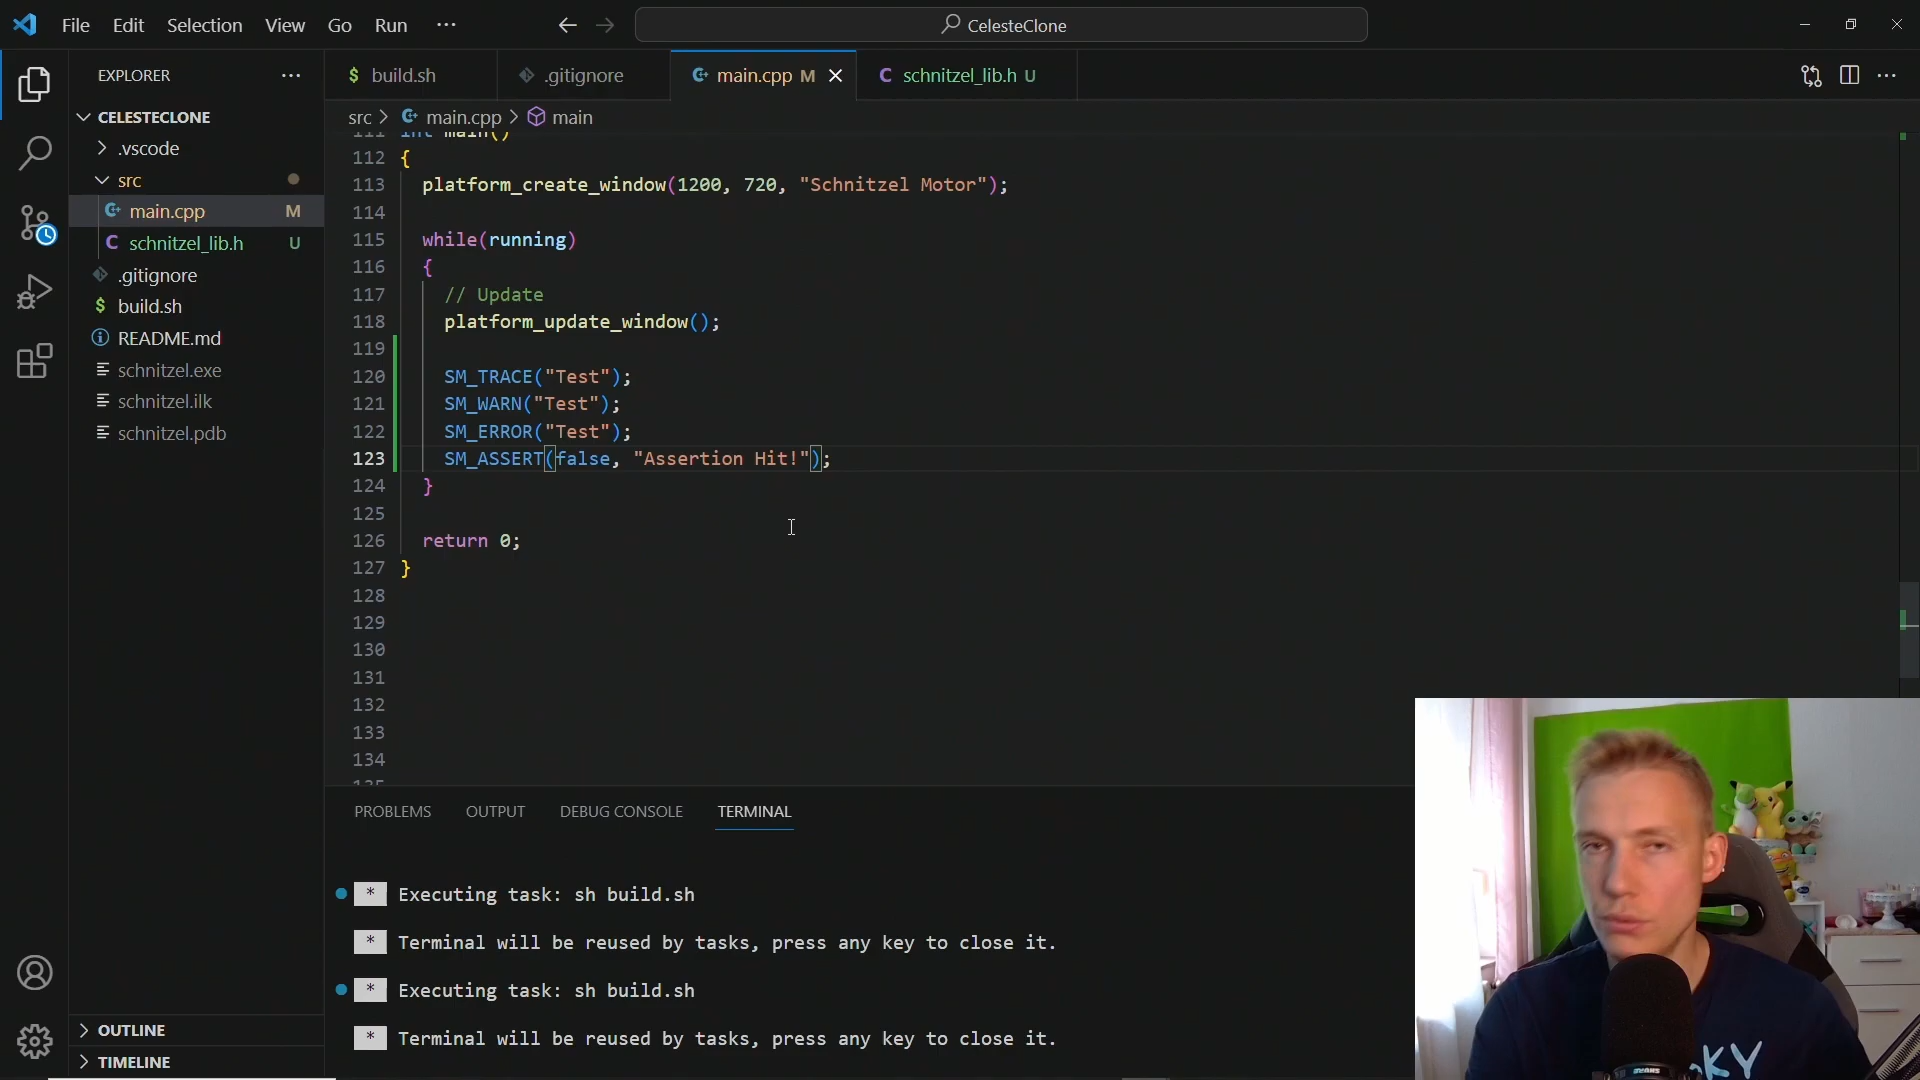 File Edit Selection View Go Run ···
CelesteClone
EXPLORER ···
CELESTECLONE
.vscode
src
main.cpp M
schnitzel_lib.h U
.gitignore
build.sh
README.md
schnitzel.exe
schnitzel.ilk
schnitzel.pdb
OUTLINE
TIMELINE
$ build.sh
.gitignore
main.cpp M
C schnitzel_lib.h U
src > main.cpp > main
111 int main()
112 {
113 platform_create_window(1200, 720, "Schnitzel Motor");
114
115 while(running)
116 {
117 // Update
118 platform_update_window();
119
120 SM_TRACE("Test");
121 SM_WARN("Test");
122 SM_ERROR("Test");
123 SM_ASSERT(false, "Assertion Hit!");
124 }
125
126 return 0;
127 }
128
129
130
131
132
133
134
135
PROBLEMS OUTPUT DEBUG CONSOLE TERMINAL
* Executing task: sh build.sh
* Terminal will be reused by tasks, press any key to close it.
* Executing task: sh build.sh
* Terminal will be reused by tasks, press any key to close it.